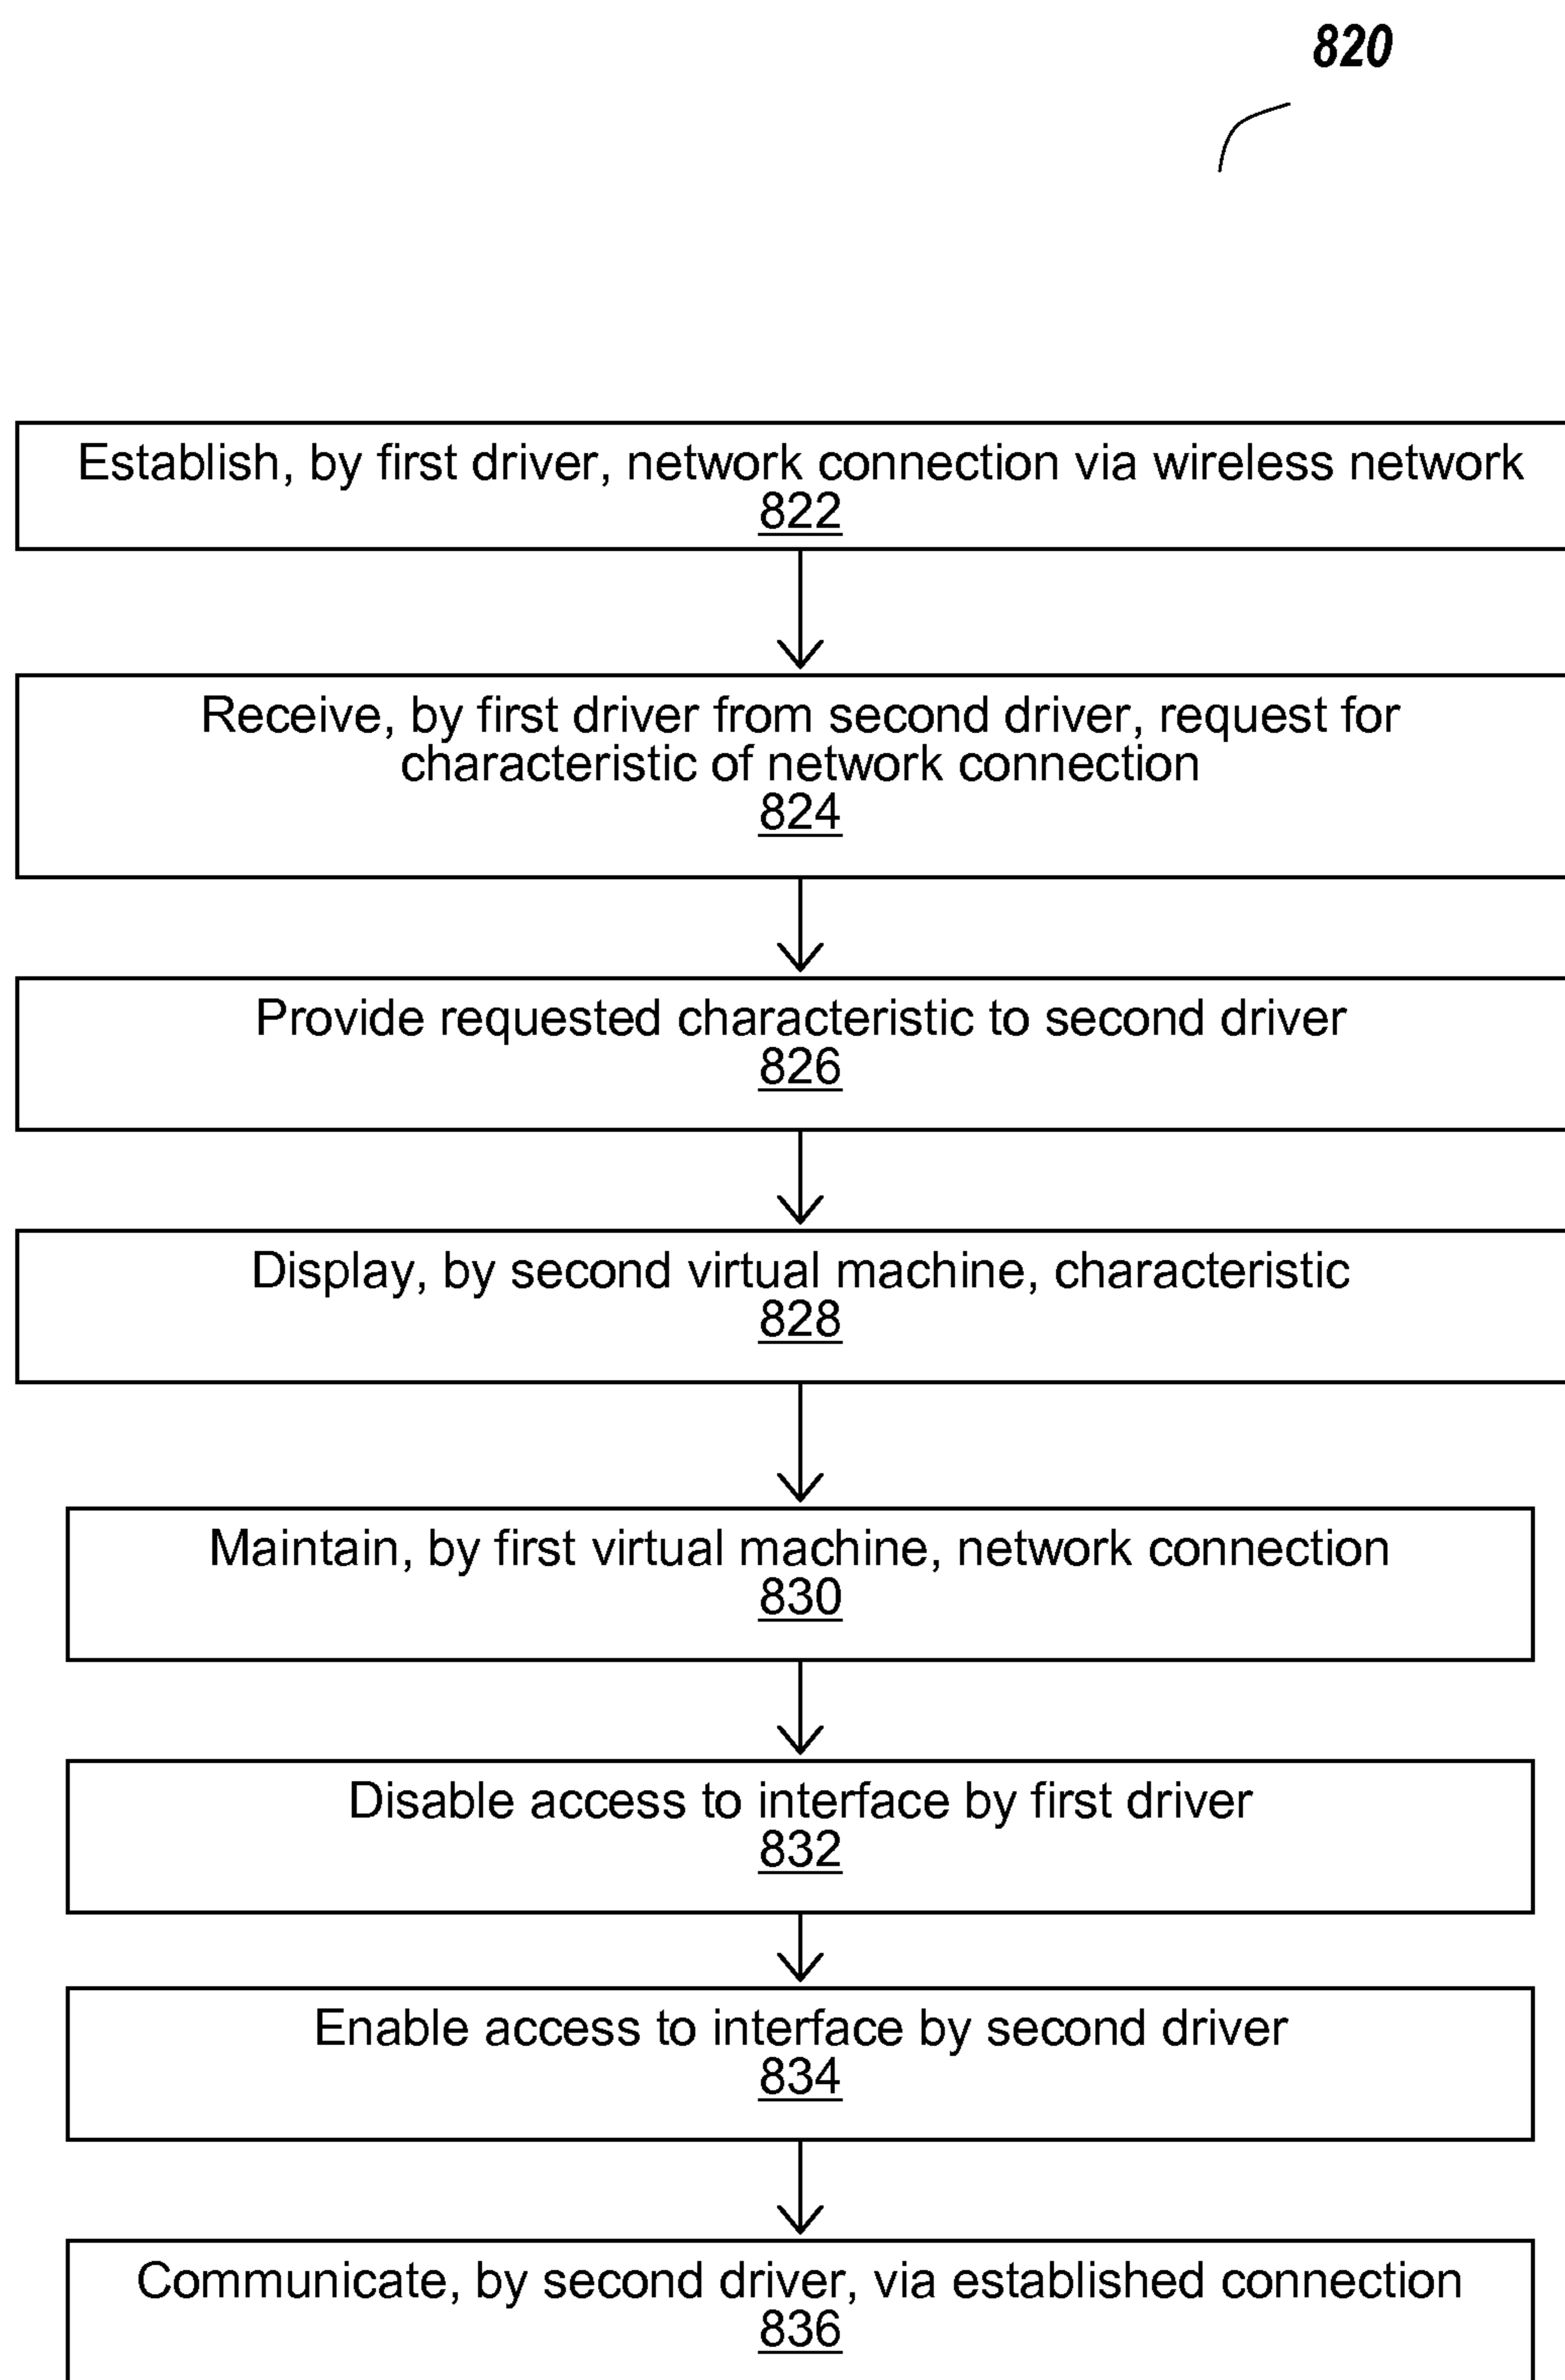 820
Establish, by first driver, network connection via wireless network
822
Receive, by first driver from second driver, request for
characteristic of network connection
824
Provide requested characteristic to second driver
826
Display, by second virtual machine, characteristic
828
Maintain, by first virtual machine, network connection
830
Disable access to interface by first driver
832
Enable access to interface by second driver
834
Communicate, by second driver, via established connection
836